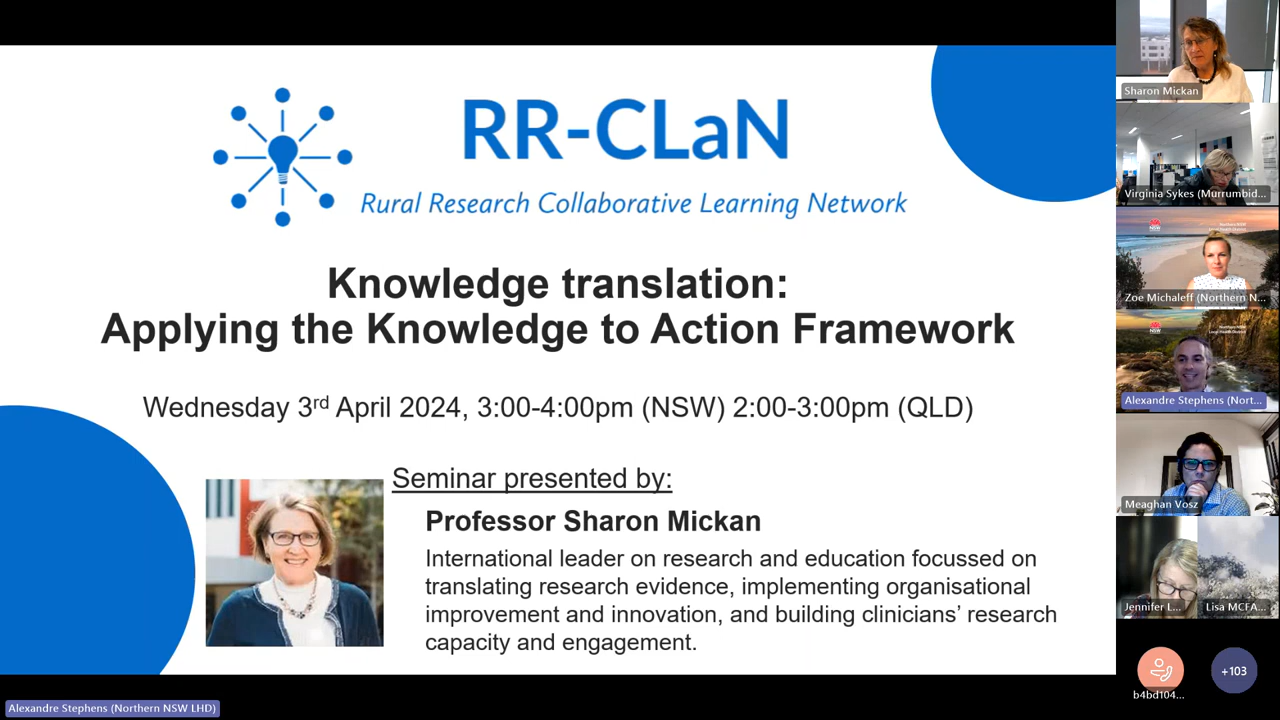 RR-CLaN
Rural Research Collaborative Learning Network
Knowledge translation:
Applying the Knowledge to Action Framework
Wednesday 3rd April 2024, 3:00-4:00pm (NSW) 2:00-3:00pm (QLD)
Seminar presented by:
Professor Sharon Mickan
International leader on research and education focussed on
translating research evidence, implementing organisational
improvement and innovation, and building clinicians’ research
capacity and engagement.
Alexandre Stephens (Northern NSW LHD)
Sharon Mickan
Virginia Sykes (Murrumbid...
NSW
Zoe Michaleff (Northern N...
NSW
Alexandre Stephens (Nort...
Meaghan Vosz
Jennifer L...
Lisa MCFA...
b4bd104...
+103